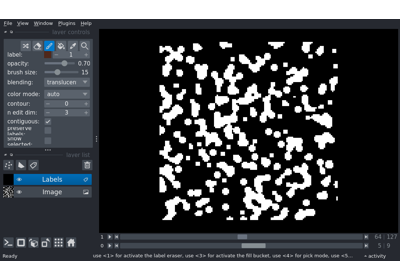 File View Window Plugins Help
layer controls
label: 1
opacity: 0.70
brush size: 15
blending: translucen
color mode: auto
contour: 0
n edit dim: 3
contiguous:
preserve labels:
show selected:
layer list
Labels
Image
1 64 127
0 5 9
Ready use <1> for activate the label eraser, use <3> for activate the fill bucket, use <4> for pick mode, use <5... activity